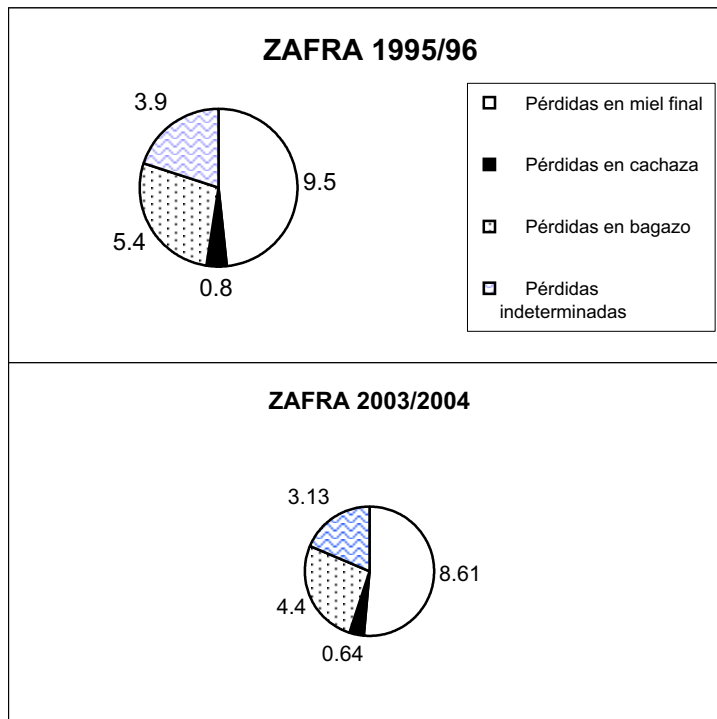 ZAFRA 1995/96
3.9
9.5
5.4
0.8
Pérdidas en miel final
Pérdidas en cachaza
Pérdidas en bagazo
Pérdidas
indeterminadas
ZAFRA 2003/2004
3.13
8.61
4.4
0.64